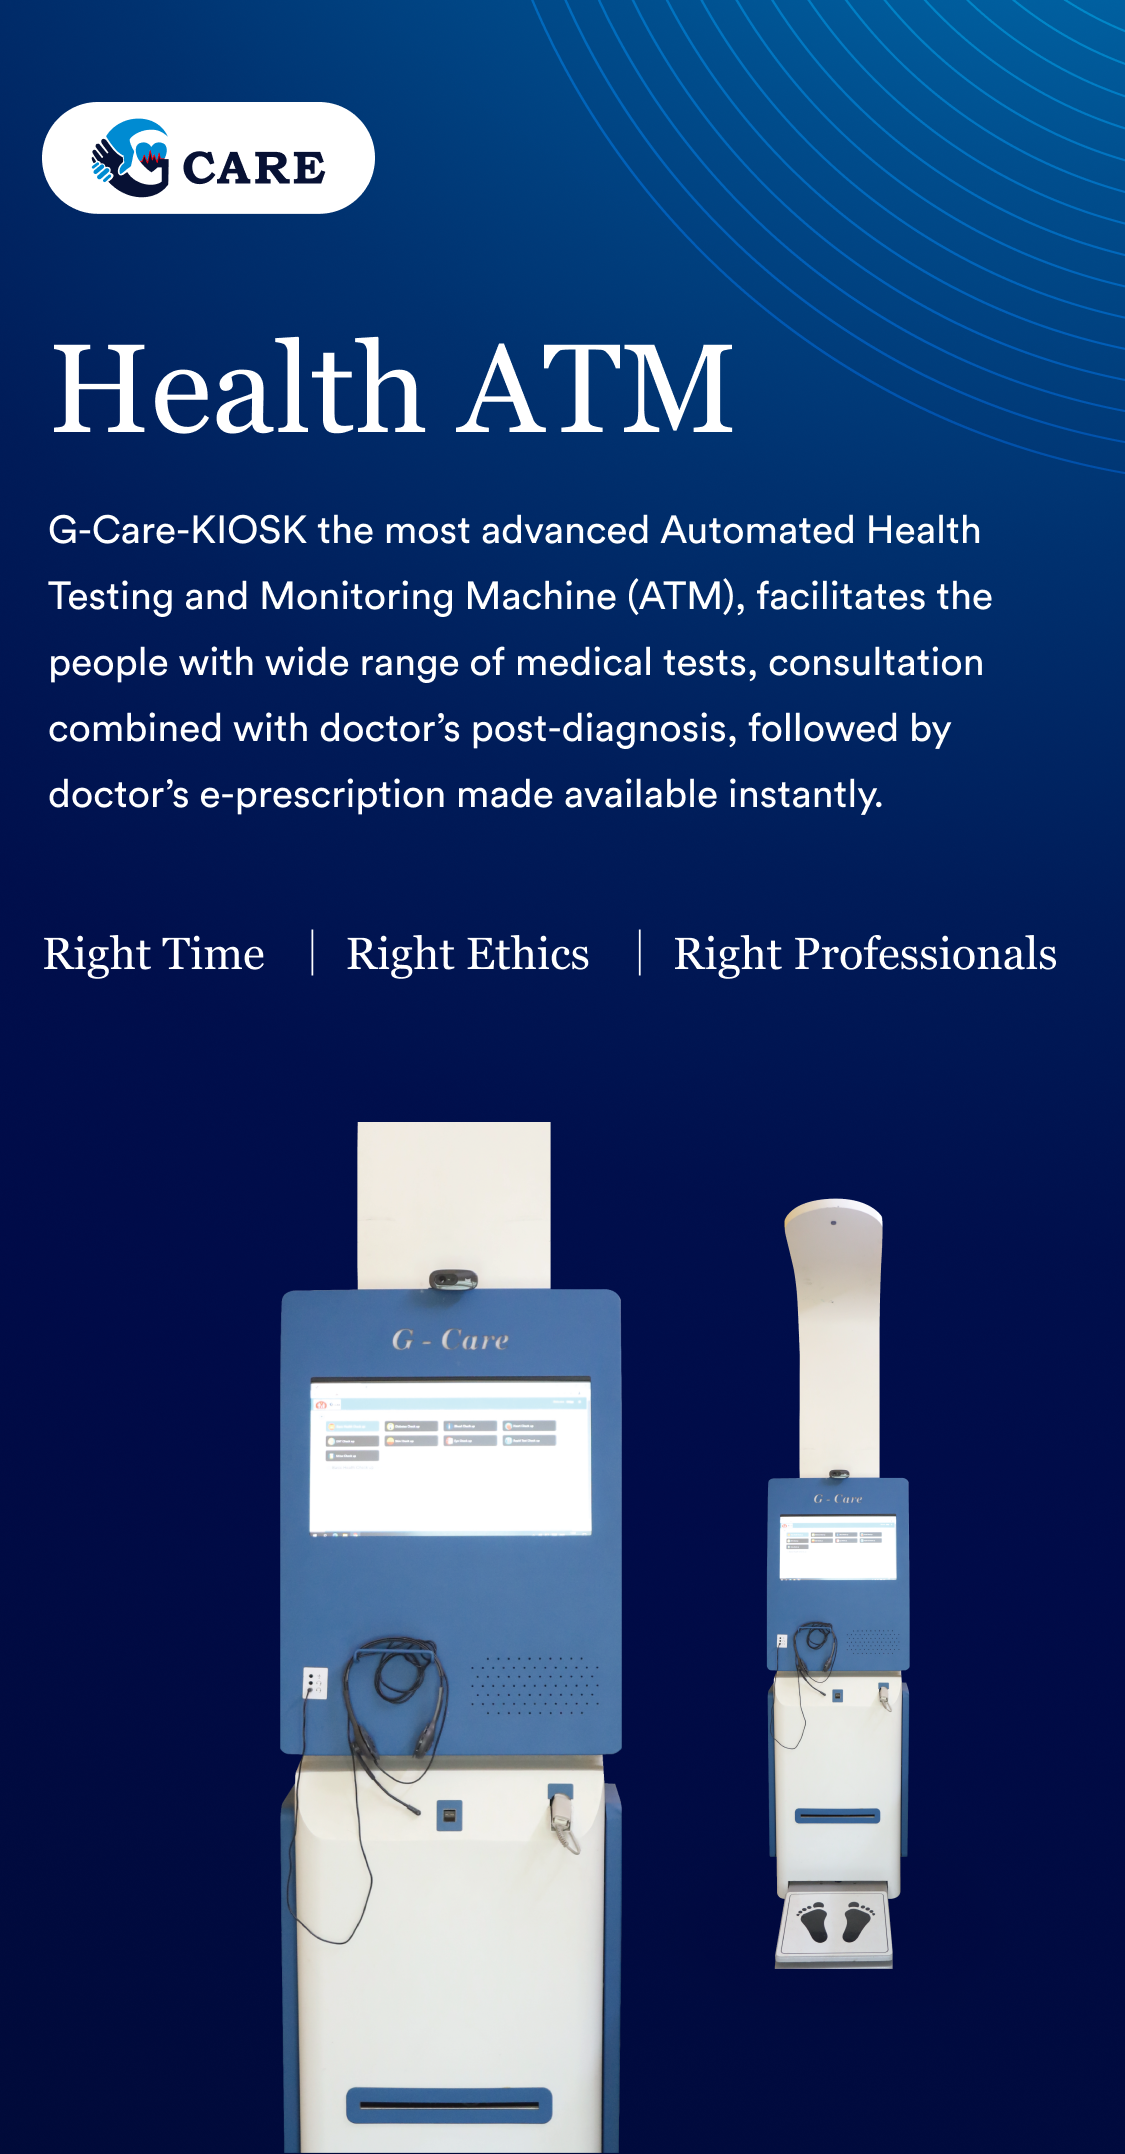 G CARE
Health ATM
G-Care-KIOSK the most advanced Automated Health
Testing and Monitoring Machine (ATM), facilitates the
people with wide range of medical tests, consultation
combined with doctor’s post-diagnosis, followed by
doctor’s e-prescription made available instantly.
Right Time | Right Ethics | Right Professionals
G - Care
G - Care